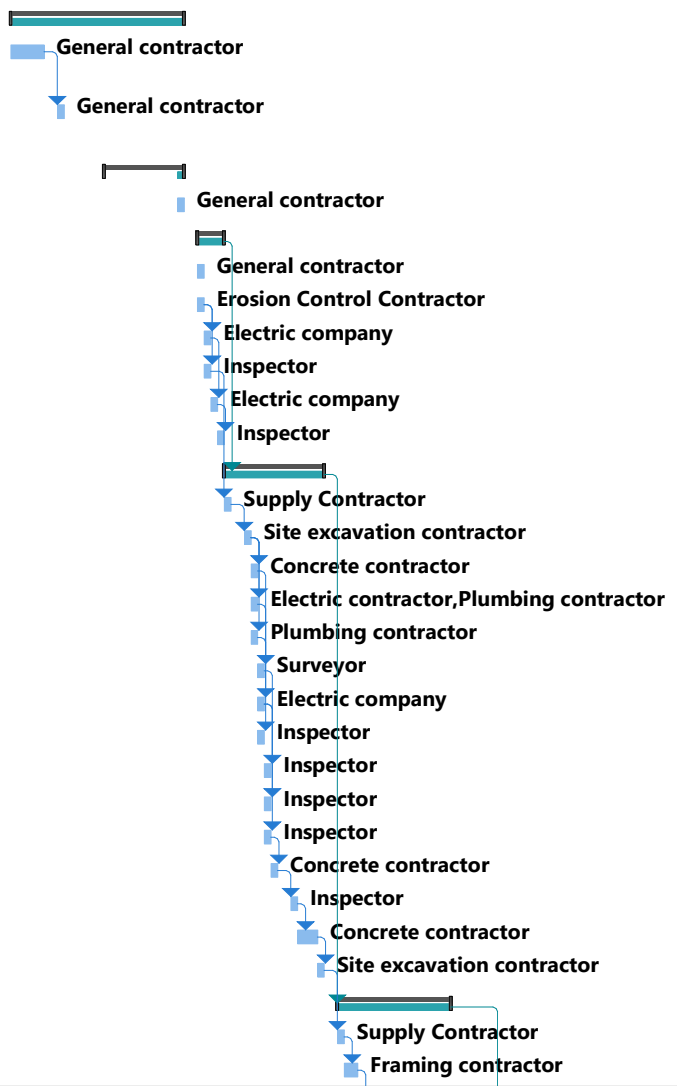 General contractor
General contractor
General contractor
General contractor
Erosion Control Contractor
Electric company
Inspector
Electric company
Inspector
Supply Contractor
Site excavation contractor
Concrete contractor
Electric contractor,Plumbing contractor
Plumbing contractor
Surveyor
Electric company
Inspector
Inspector
Inspector
Inspector
Concrete contractor
Inspector
Concrete contractor
Site excavation contractor
Supply Contractor
Framing contractor